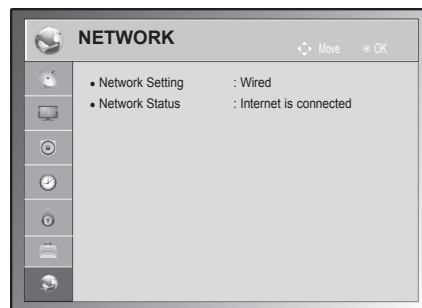 NETWORK
Move OK
• Network Setting : Wired
• Network Status : Internet is connected